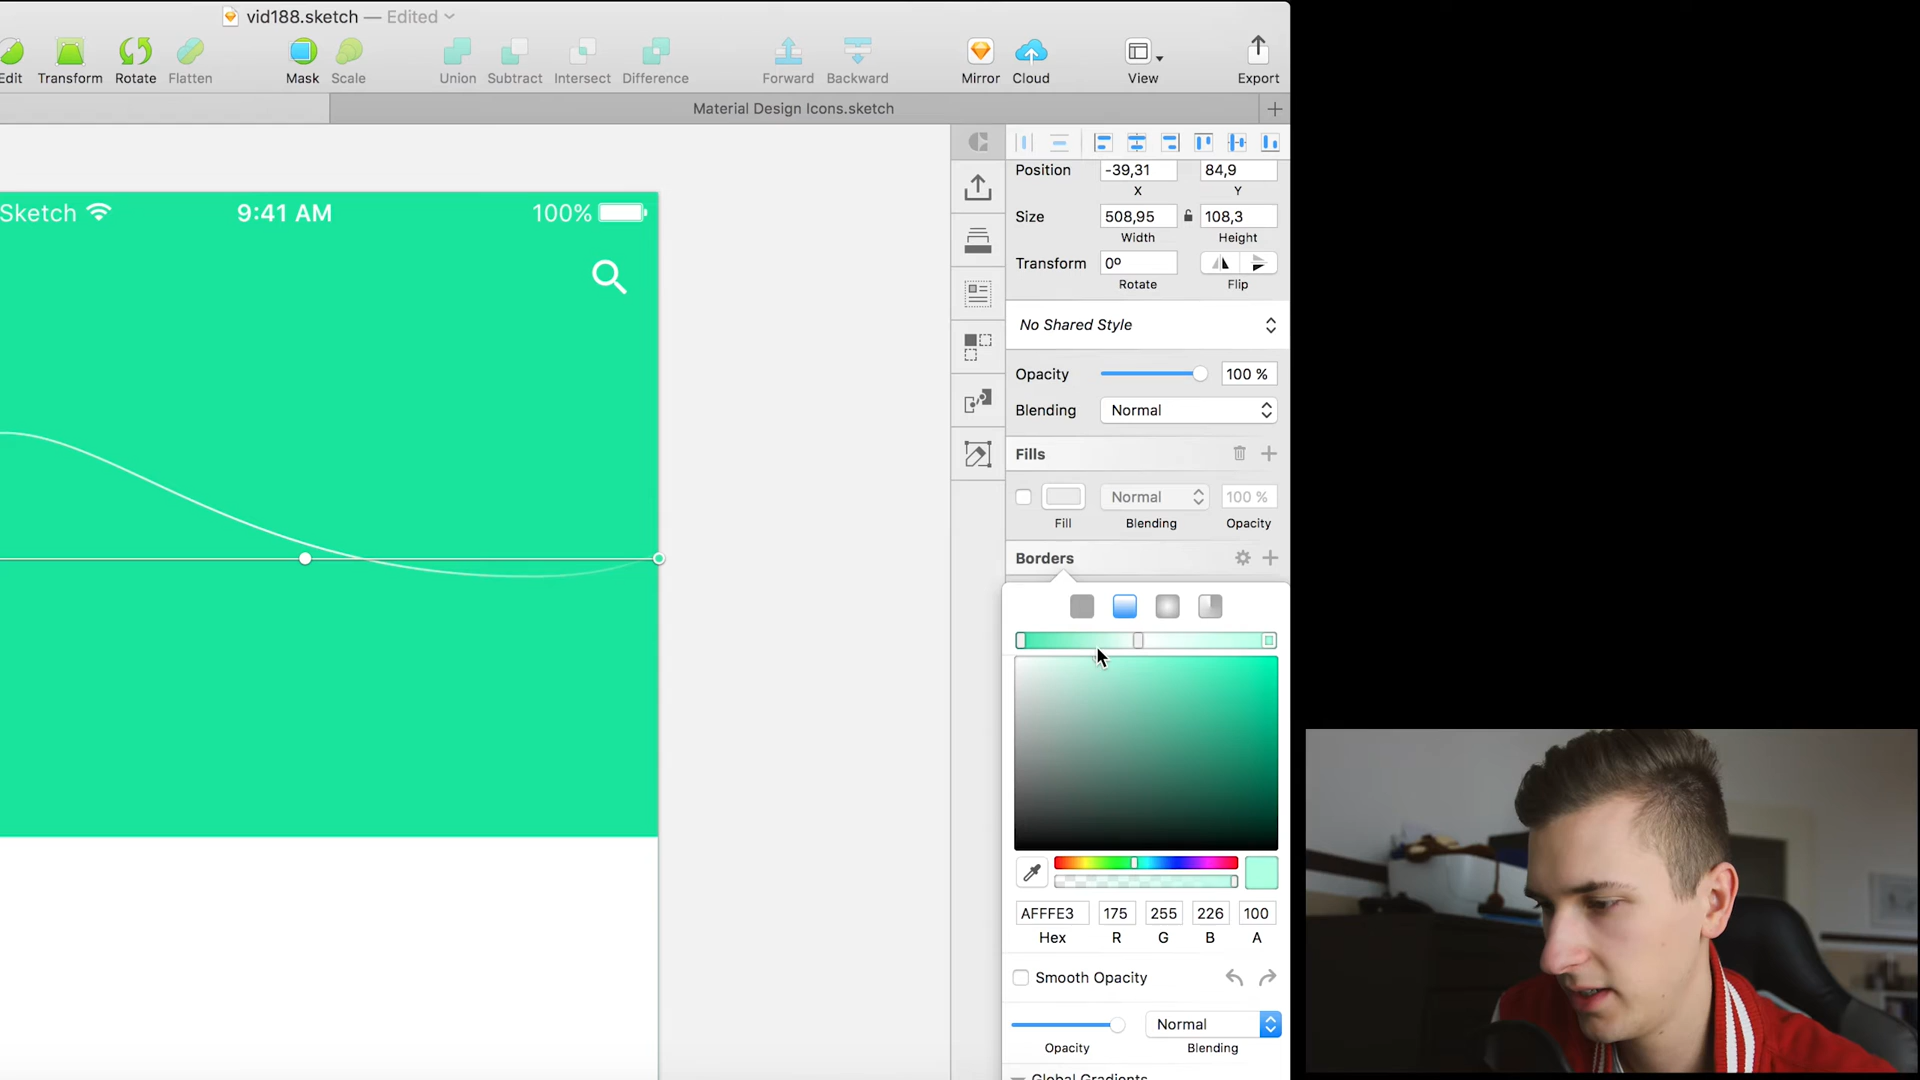 vid188.sketch — Edited
Edit Transform Rotate Flatten Mask Scale Union Subtract Intersect Difference Forward Backward Mirror Cloud View Export
Material Design Icons.sketch
Position -39,31 84,9
X Y
Size 508,95 108,3
Width Height
Transform 0º
Rotate Flip
Sketch 9:41 AM 100%
No Shared Style
Opacity 100 %
Blending Normal
Fills
Normal 100 %
Fill Blending Opacity
Borders
AFFFE3 175 255 226 100
Hex R G B A
Smooth Opacity
Normal
Opacity Blending
Global Gradients